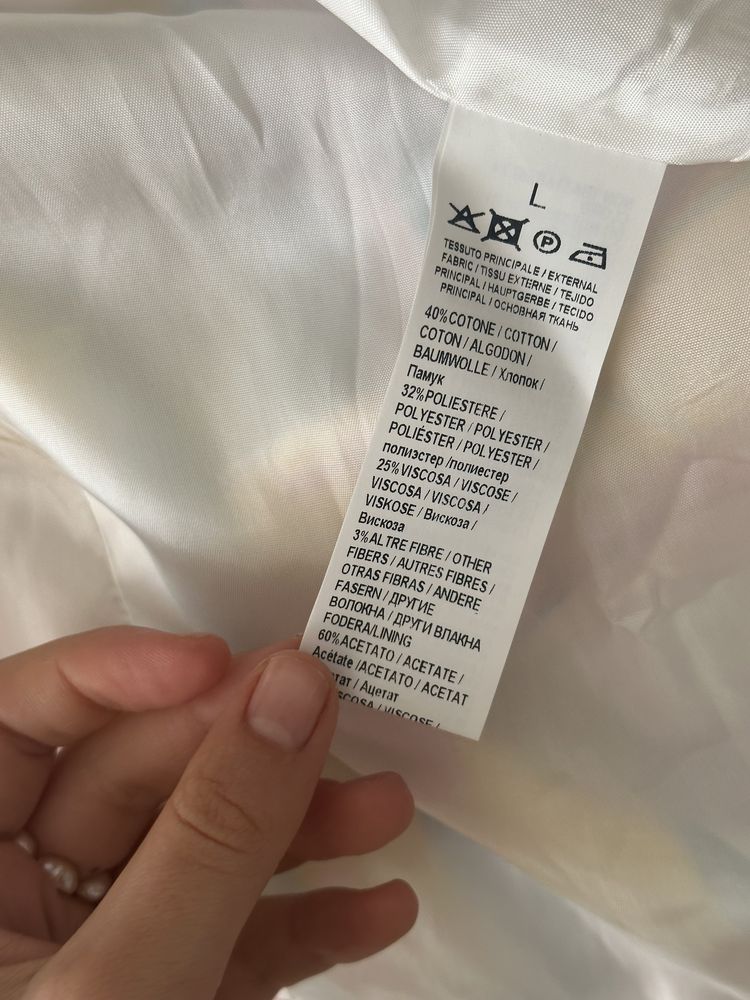 L
P
TESSUTO PRINCIPALE / EXTERNAL
FABRIC / TISSU EXTERNE / TEJIDO
PRINCIPAL / HAUPTGERBE / TECIDO
PRINCIPAL / ОСНОВНАЯ ТКАНЬ
40%COTONE / COTTON /
COTON / ALGODON /
BAUMWOLLE / Хлопок /
Памук
32%POLIESTERE /
POLYESTER / POLYESTER /
POLIÉSTER / POLYESTER /
полиэстер /полиестер
25%VISCOSA / VISCOSE /
VISCOSA / VISCOSA /
VISKOSE / Вискоза /
Вискоза
3%ALTRE FIBRE / OTHER
FIBERS / AUTRES FIBRES /
OTRAS FIBRAS / ANDERE
FASERN / ДРУГИЕ
ВОЛОКНА / ДРУГИ ВЛАКНА
FODERA/LINING
60%ACETATO / ACETATE /
Acétate /ACETATO / ACETAT
/ Ацетат
VISCOSE /